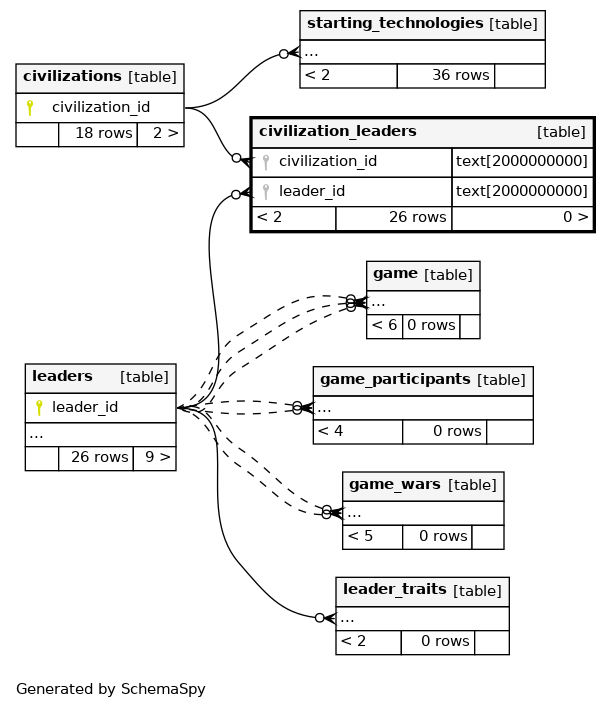 starting_technologies [table]
...
< 2 36 rows
civilizations [table]
civilization_id
18 rows 2 >
civilization_leaders [table]
civilization_id text[2000000000]
leader_id text[2000000000]
< 2 26 rows 0 >
game [table]
...
< 6 0 rows
leaders [table]
leader_id
...
26 rows 9 >
game_participants [table]
...
< 4 0 rows
game_wars [table]
...
< 5 0 rows
leader_traits [table]
...
< 2 0 rows
Generated by SchemaSpy